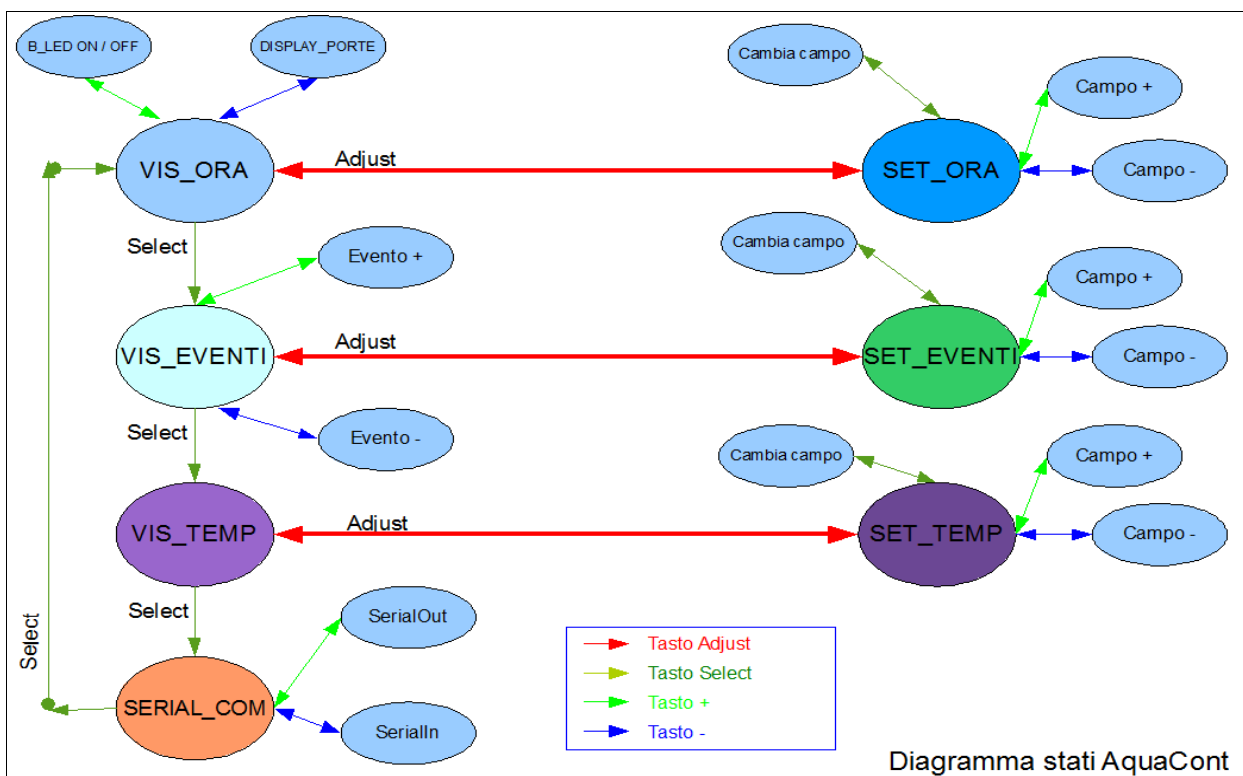 B_LED ON / OFF
DISPLAY_PORTE
Cambia campo
Campo +
VIS_ORA
Adjust
SET_ORA
Campo -
Select
Evento +
Cambia campo
Campo +
VIS_EVENTI
Adjust
SET_EVENTI
Campo -
Select
Evento -
Cambia campo
Campo +
VIS_TEMP
Adjust
SET_TEMP
Campo -
Select
Select
SerialOut
SERIAL_COM
SerialIn
Tasto Adjust
Tasto Select
Tasto +
Tasto -
Diagramma stati AquaCont